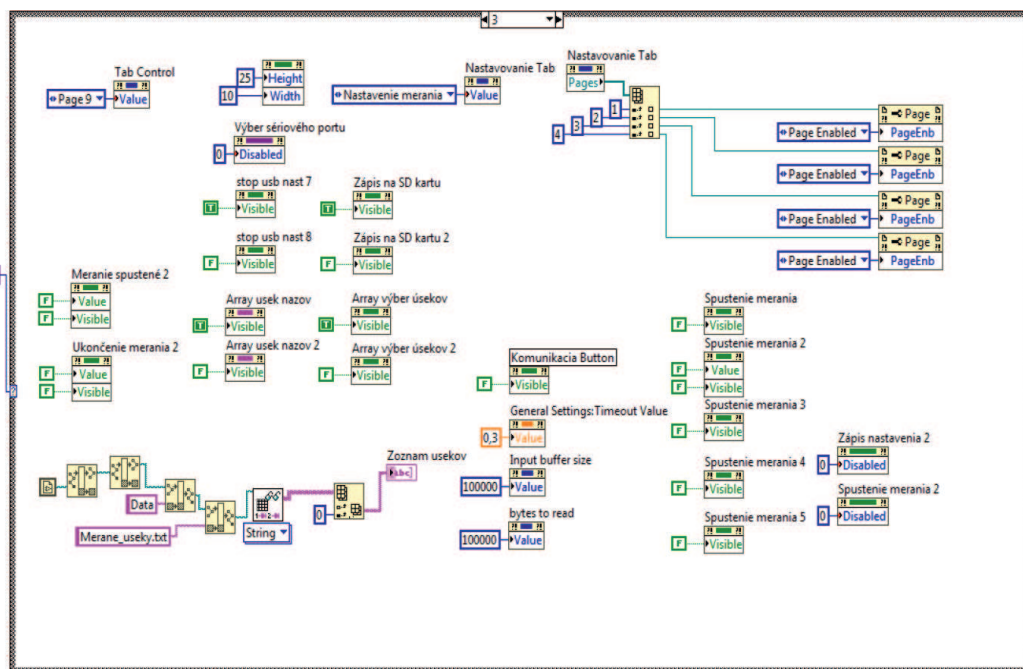 3
Tab Control
Page 9
Value
25
Height
10
Width
Nastavovanie Tab
Nastavenie merania
Value
Nastavovanie Tab
Pages
1
2
3
4
Page
Page Enabled
PageEnb
Page
Page Enabled
PageEnb
Page
Page Enabled
PageEnb
Page
Page Enabled
PageEnb
Výber sériového portu
0
Disabled
stop usb nast 7
T
Visible
Zápis na SD kartu
T
Visible
stop usb nast 8
F
Visible
Zápis na SD kartu 2
F
Visible
Meranie spustené 2
F
Value
F
Visible
Array usek nazov
T
Visible
Array výber úsekov
T
Visible
Ukončenie merania 2
F
Value
F
Visible
Array usek nazov 2
F
Visible
Array výber úsekov 2
F
Visible
Komunikacia Button
F
Visible
General Settings:Timeout Value
0,3
Value
Input buffer size
100000
Value
bytes to read
100000
Value
Spustenie merania
F
Visible
Spustenie merania 2
F
Value
F
Visible
Spustenie merania 3
F
Visible
Spustenie merania 4
F
Visible
Spustenie merania 5
F
Visible
Zápis nastavenia 2
0
Disabled
Spustenie merania 2
0
Disabled
Zoznam usekov
abc
Data
Merane_useky.txt
String
0